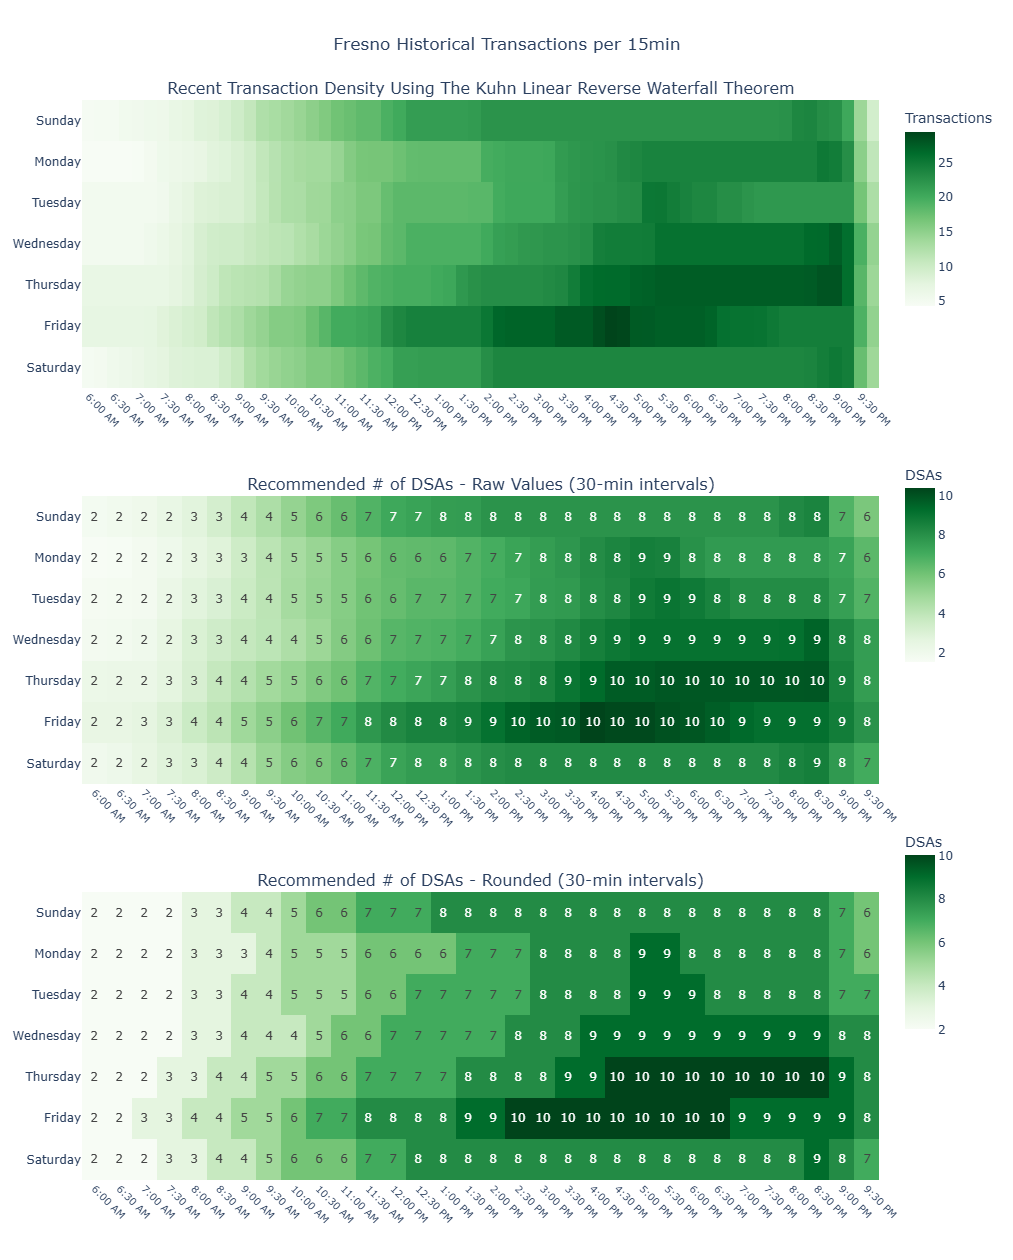 Fresno Historical Transactions per 15min
Recent Transaction Density Using The Kuhn Linear Reverse Waterfall Theorem
Sunday
Monday
Tuesday
Wednesday
Thursday
Friday
Saturday
6:00 AM 6:30 AM 7:00 AM 7:30 AM 8:00 AM 8:30 AM 9:00 AM 9:30 AM 10:00 AM 10:30 AM 11:00 AM 11:30 AM 12:00 PM 12:30 PM 1:00 PM 1:30 PM 2:00 PM 2:30 PM 3:00 PM 3:30 PM 4:00 PM 4:30 PM 5:00 PM 5:30 PM 6:00 PM 6:30 PM 7:00 PM 7:30 PM 8:00 PM 8:30 PM 9:00 PM 9:30 PM
Transactions
25
20
15
10
5
Recommended # of DSAs - Raw Values (30-min intervals)
Sunday 2 2 2 2 3 3 4 4 5 6 6 7 7 7 8 8 8 8 8 8 8 8 8 8 8 8 8 8 8 8 7 6
Monday 2 2 2 2 3 3 3 4 5 5 5 6 6 6 6 7 7 7 8 8 8 8 9 9 8 8 8 8 8 8 7 6
Tuesday 2 2 2 2 3 3 4 4 5 5 5 6 6 7 7 7 7 7 8 8 8 8 9 9 9 8 8 8 8 8 7 7
Wednesday 2 2 2 2 3 3 4 4 4 5 6 6 7 7 7 7 7 8 8 8 9 9 9 9 9 9 9 9 9 9 8 8
Thursday 2 2 2 3 3 4 4 5 5 6 6 7 7 7 7 8 8 8 8 9 9 10 10 10 10 10 10 10 10 10 9 8
Friday 2 2 3 3 4 4 5 5 6 7 7 8 8 8 8 9 9 10 10 10 10 10 10 10 10 10 9 9 9 9 9 8
Saturday 2 2 2 3 3 4 4 5 6 6 6 7 7 8 8 8 8 8 8 8 8 8 8 8 8 8 8 8 8 9 8 7
6:00 AM 6:30 AM 7:00 AM 7:30 AM 8:00 AM 8:30 AM 9:00 AM 9:30 AM 10:00 AM 10:30 AM 11:00 AM 11:30 AM 12:00 PM 12:30 PM 1:00 PM 1:30 PM 2:00 PM 2:30 PM 3:00 PM 3:30 PM 4:00 PM 4:30 PM 5:00 PM 5:30 PM 6:00 PM 6:30 PM 7:00 PM 7:30 PM 8:00 PM 8:30 PM 9:00 PM 9:30 PM
DSAs
10
8
6
4
2
Recommended # of DSAs - Rounded (30-min intervals)
Sunday 2 2 2 2 3 3 4 4 5 6 6 7 7 7 8 8 8 8 8 8 8 8 8 8 8 8 8 8 8 8 7 6
Monday 2 2 2 2 3 3 3 4 5 5 5 6 6 6 6 7 7 7 8 8 8 8 9 9 8 8 8 8 8 8 7 6
Tuesday 2 2 2 2 3 3 4 4 5 5 5 6 6 7 7 7 7 7 8 8 8 8 9 9 9 8 8 8 8 8 7 7
Wednesday 2 2 2 2 3 3 4 4 4 5 6 6 7 7 7 7 7 8 8 8 9 9 9 9 9 9 9 9 9 9 8 8
Thursday 2 2 2 3 3 4 4 5 5 6 6 7 7 7 7 8 8 8 8 9 9 10 10 10 10 10 10 10 10 10 9 8
Friday 2 2 3 3 4 4 5 5 6 7 7 8 8 8 8 9 9 10 10 10 10 10 10 10 10 10 9 9 9 9 9 8
Saturday 2 2 2 3 3 4 4 5 6 6 6 7 7 8 8 8 8 8 8 8 8 8 8 8 8 8 8 8 8 9 8 7
6:00 AM 6:30 AM 7:00 AM 7:30 AM 8:00 AM 8:30 AM 9:00 AM 9:30 AM 10:00 AM 10:30 AM 11:00 AM 11:30 AM 12:00 PM 12:30 PM 1:00 PM 1:30 PM 2:00 PM 2:30 PM 3:00 PM 3:30 PM 4:00 PM 4:30 PM 5:00 PM 5:30 PM 6:00 PM 6:30 PM 7:00 PM 7:30 PM 8:00 PM 8:30 PM 9:00 PM 9:30 PM
DSAs
10
8
6
4
2